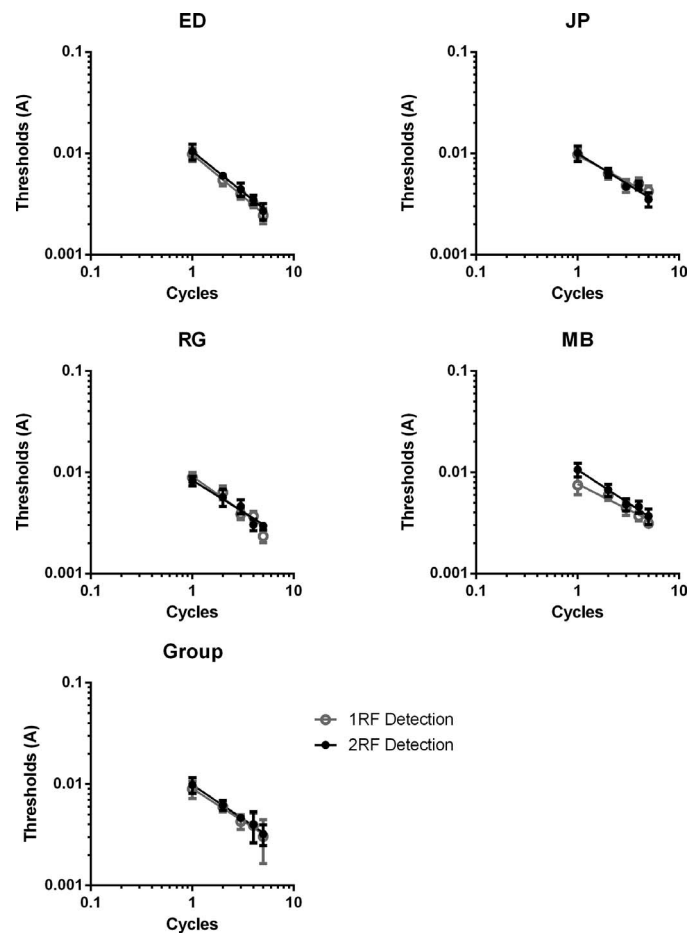 ED
Thresholds (A)
0.1
0.01
0.001
0.1
1
10
Cycles
JP
Thresholds (A)
0.1
0.01
0.001
0.1
1
10
Cycles
RG
Thresholds (A)
0.1
0.01
0.001
0.1
1
10
Cycles
MB
Thresholds (A)
0.1
0.01
0.001
0.1
1
10
Cycles
Group
Thresholds (A)
0.1
0.01
0.001
0.1
1
10
Cycles
1RF Detection
2RF Detection